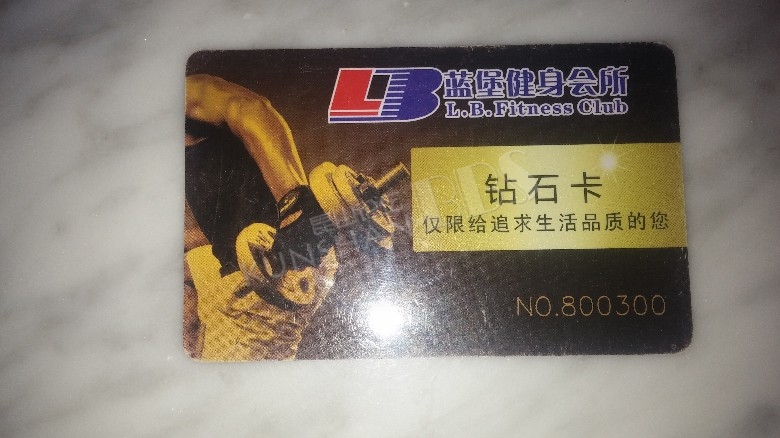 LB
蓝堡健身会所
L.B.Fitness Club
钻石卡
仅限给追求生活品质的您
NO.800300